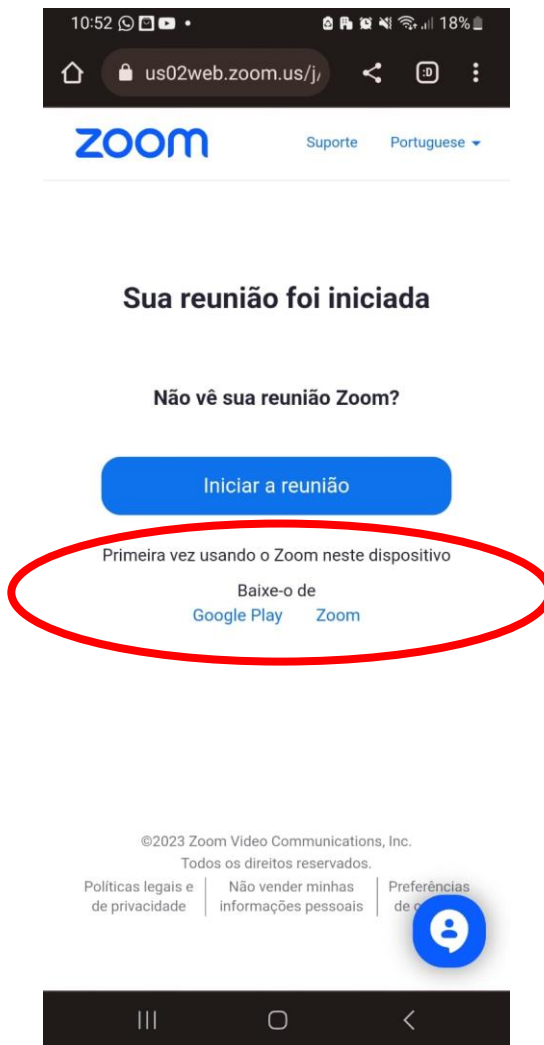 10:52
18%
us02web.zoom.us/j/
:D
zoom
Suporte Portuguese
Sua reunião foi iniciada
Não vê sua reunião Zoom?
Iniciar a reunião
Primeira vez usando o Zoom neste dispositivo
Baixe-o de
Google Play Zoom
©2023 Zoom Video Communications, Inc.
Todos os direitos reservados.
Políticas legais e Não vender minhas Preferências
de privacidade informações pessoais de